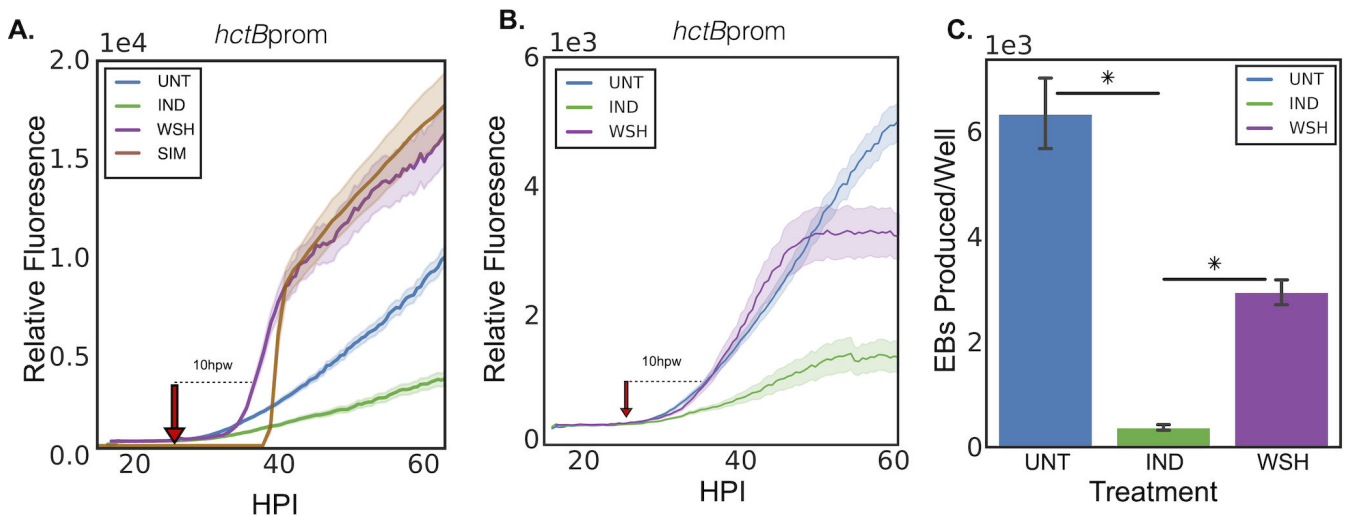 A.
hctBprom
1e4
2.0
1.5
1.0
0.5
0.0
UNT
IND
WSH
SIM
10hpw
20
40
60
Relative Fluoresence
HPI
B.
hctBprom
1e3
6
4
2
0
UNT
IND
WSH
10hpw
20
40
60
Relative Fluoresence
HPI
C.
1e3
6
4
2
0
UNT
IND
WSH
*
*
UNT
IND
WSH
EBs Produced/Well
Treatment